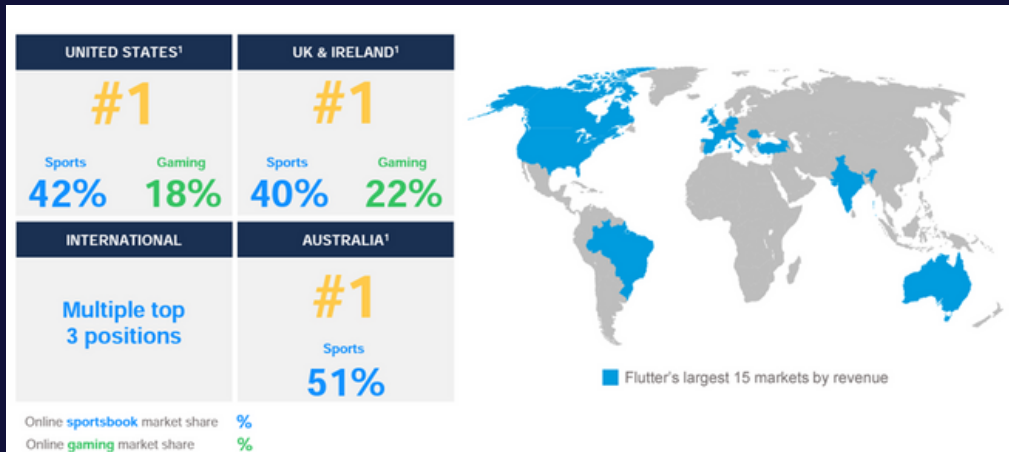 UNITED STATES¹
#1
Sports Gaming
42% 18%
UK & IRELAND¹
#1
Sports Gaming
40% 22%
INTERNATIONAL
Multiple top
3 positions
AUSTRALIA¹
#1
Sports
51%
Online sportsbook market share %
Online gaming market share %
Flutter's largest 15 markets by revenue